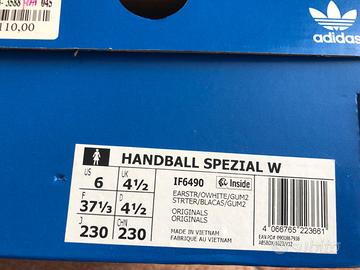 110,00
adidas
HANDBALL SPEZIAL W
US 6 UK 4½
F 37⅓ D 4½
J 230 CHN 230
IF6490 Inside
EARSTR/OWHITE/GUM2
STRTER/BLACAS/GUM2
ORIGINALS
ORIGINALS
MADE IN VIETNAM
FABRIQUE AU VIETNAM
4 066765 223661